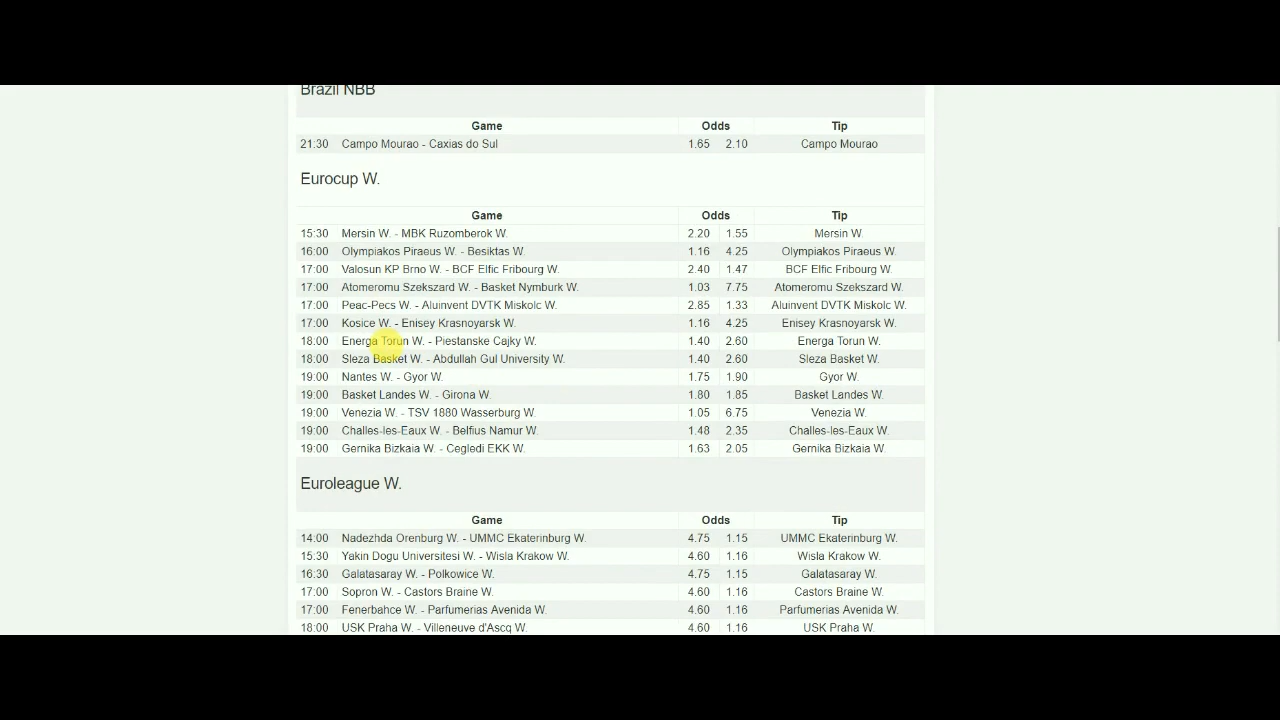 Brazil NBB
Game Odds Tip
21:30 Campo Mourao - Caxias do Sul 1.65 2.10 Campo Mourao
Eurocup W.
Game Odds Tip
15:30 Mersin W. - MBK Ruzomberok W. 2.20 1.55 Mersin W.
16:00 Olympiakos Piraeus W. - Besiktas W. 1.16 4.25 Olympiakos Piraeus W.
17:00 Valosun KP Brno W. - BCF Elfic Fribourg W. 2.40 1.47 BCF Elfic Fribourg W.
17:00 Atomeromu Szekszard W. - Basket Nymburk W. 1.03 7.75 Atomeromu Szekszard W.
17:00 Peac-Pecs W. - Aluinvent DVTK Miskolc W. 2.85 1.33 Aluinvent DVTK Miskolc W.
17:00 Kosice W. - Enisey Krasnoyarsk W. 1.16 4.25 Enisey Krasnoyarsk W.
18:00 Energa Torun W. - Piestanske Cajky W. 1.40 2.60 Energa Torun W.
18:00 Sleza Basket W. - Abdullah Gul University W. 1.40 2.60 Sleza Basket W.
19:00 Nantes W. - Gyor W. 1.75 1.90 Gyor W.
19:00 Basket Landes W. - Girona W. 1.80 1.85 Basket Landes W.
19:00 Venezia W. - TSV 1880 Wasserburg W. 1.05 6.75 Venezia W.
19:00 Challes-les-Eaux W. - Belfius Namur W. 1.48 2.35 Challes-les-Eaux W.
19:00 Gernika Bizkaia W. - Cegledi EKK W. 1.63 2.05 Gernika Bizkaia W.
Euroleague W.
Game Odds Tip
14:00 Nadezhda Orenburg W. - UMMC Ekaterinburg W. 4.75 1.15 UMMC Ekaterinburg W.
15:30 Yakin Dogu Universitesi W. - Wisla Krakow W. 4.60 1.16 Wisla Krakow W.
16:30 Galatasaray W. - Polkowice W. 4.75 1.15 Galatasaray W.
17:00 Sopron W. - Castors Braine W. 4.60 1.16 Castors Braine W.
17:00 Fenerbahce W. - Parfumerias Avenida W. 4.60 1.16 Parfumerias Avenida W.
18:00 USK Praha W. - Villeneuve d'Ascq W. 4.60 1.16 USK Praha W.